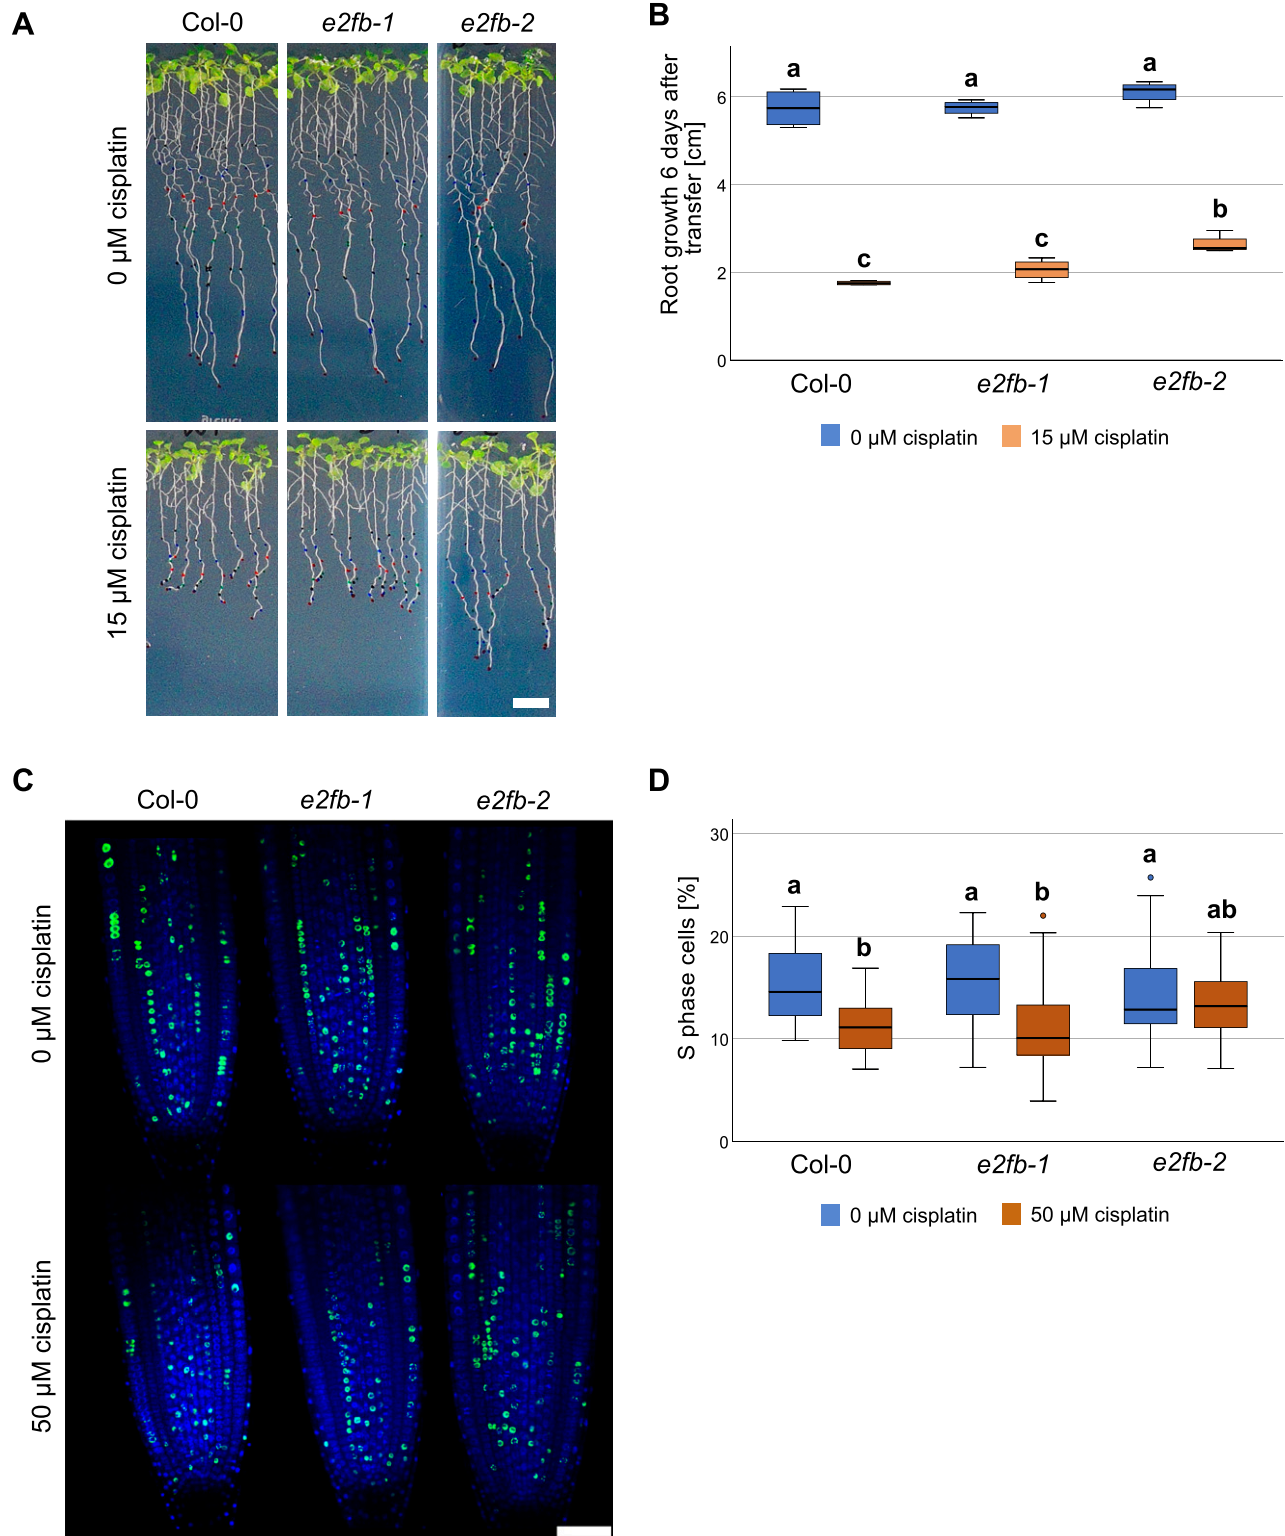 A
Col-0 e2fb-1 e2fb-2
0 µM cisplatin
15 µM cisplatin
B
Root growth 6 days after
transfer [cm]
6
4
2
0
a
a
a
c
c
b
Col-0 e2fb-1 e2fb-2
0 µM cisplatin 15 µM cisplatin
C
Col-0 e2fb-1 e2fb-2
0 µM cisplatin
50 µM cisplatin
D
S phase cells [%]
30
20
10
0
a
b
a
b
a
ab
Col-0 e2fb-1 e2fb-2
0 µM cisplatin 50 µM cisplatin